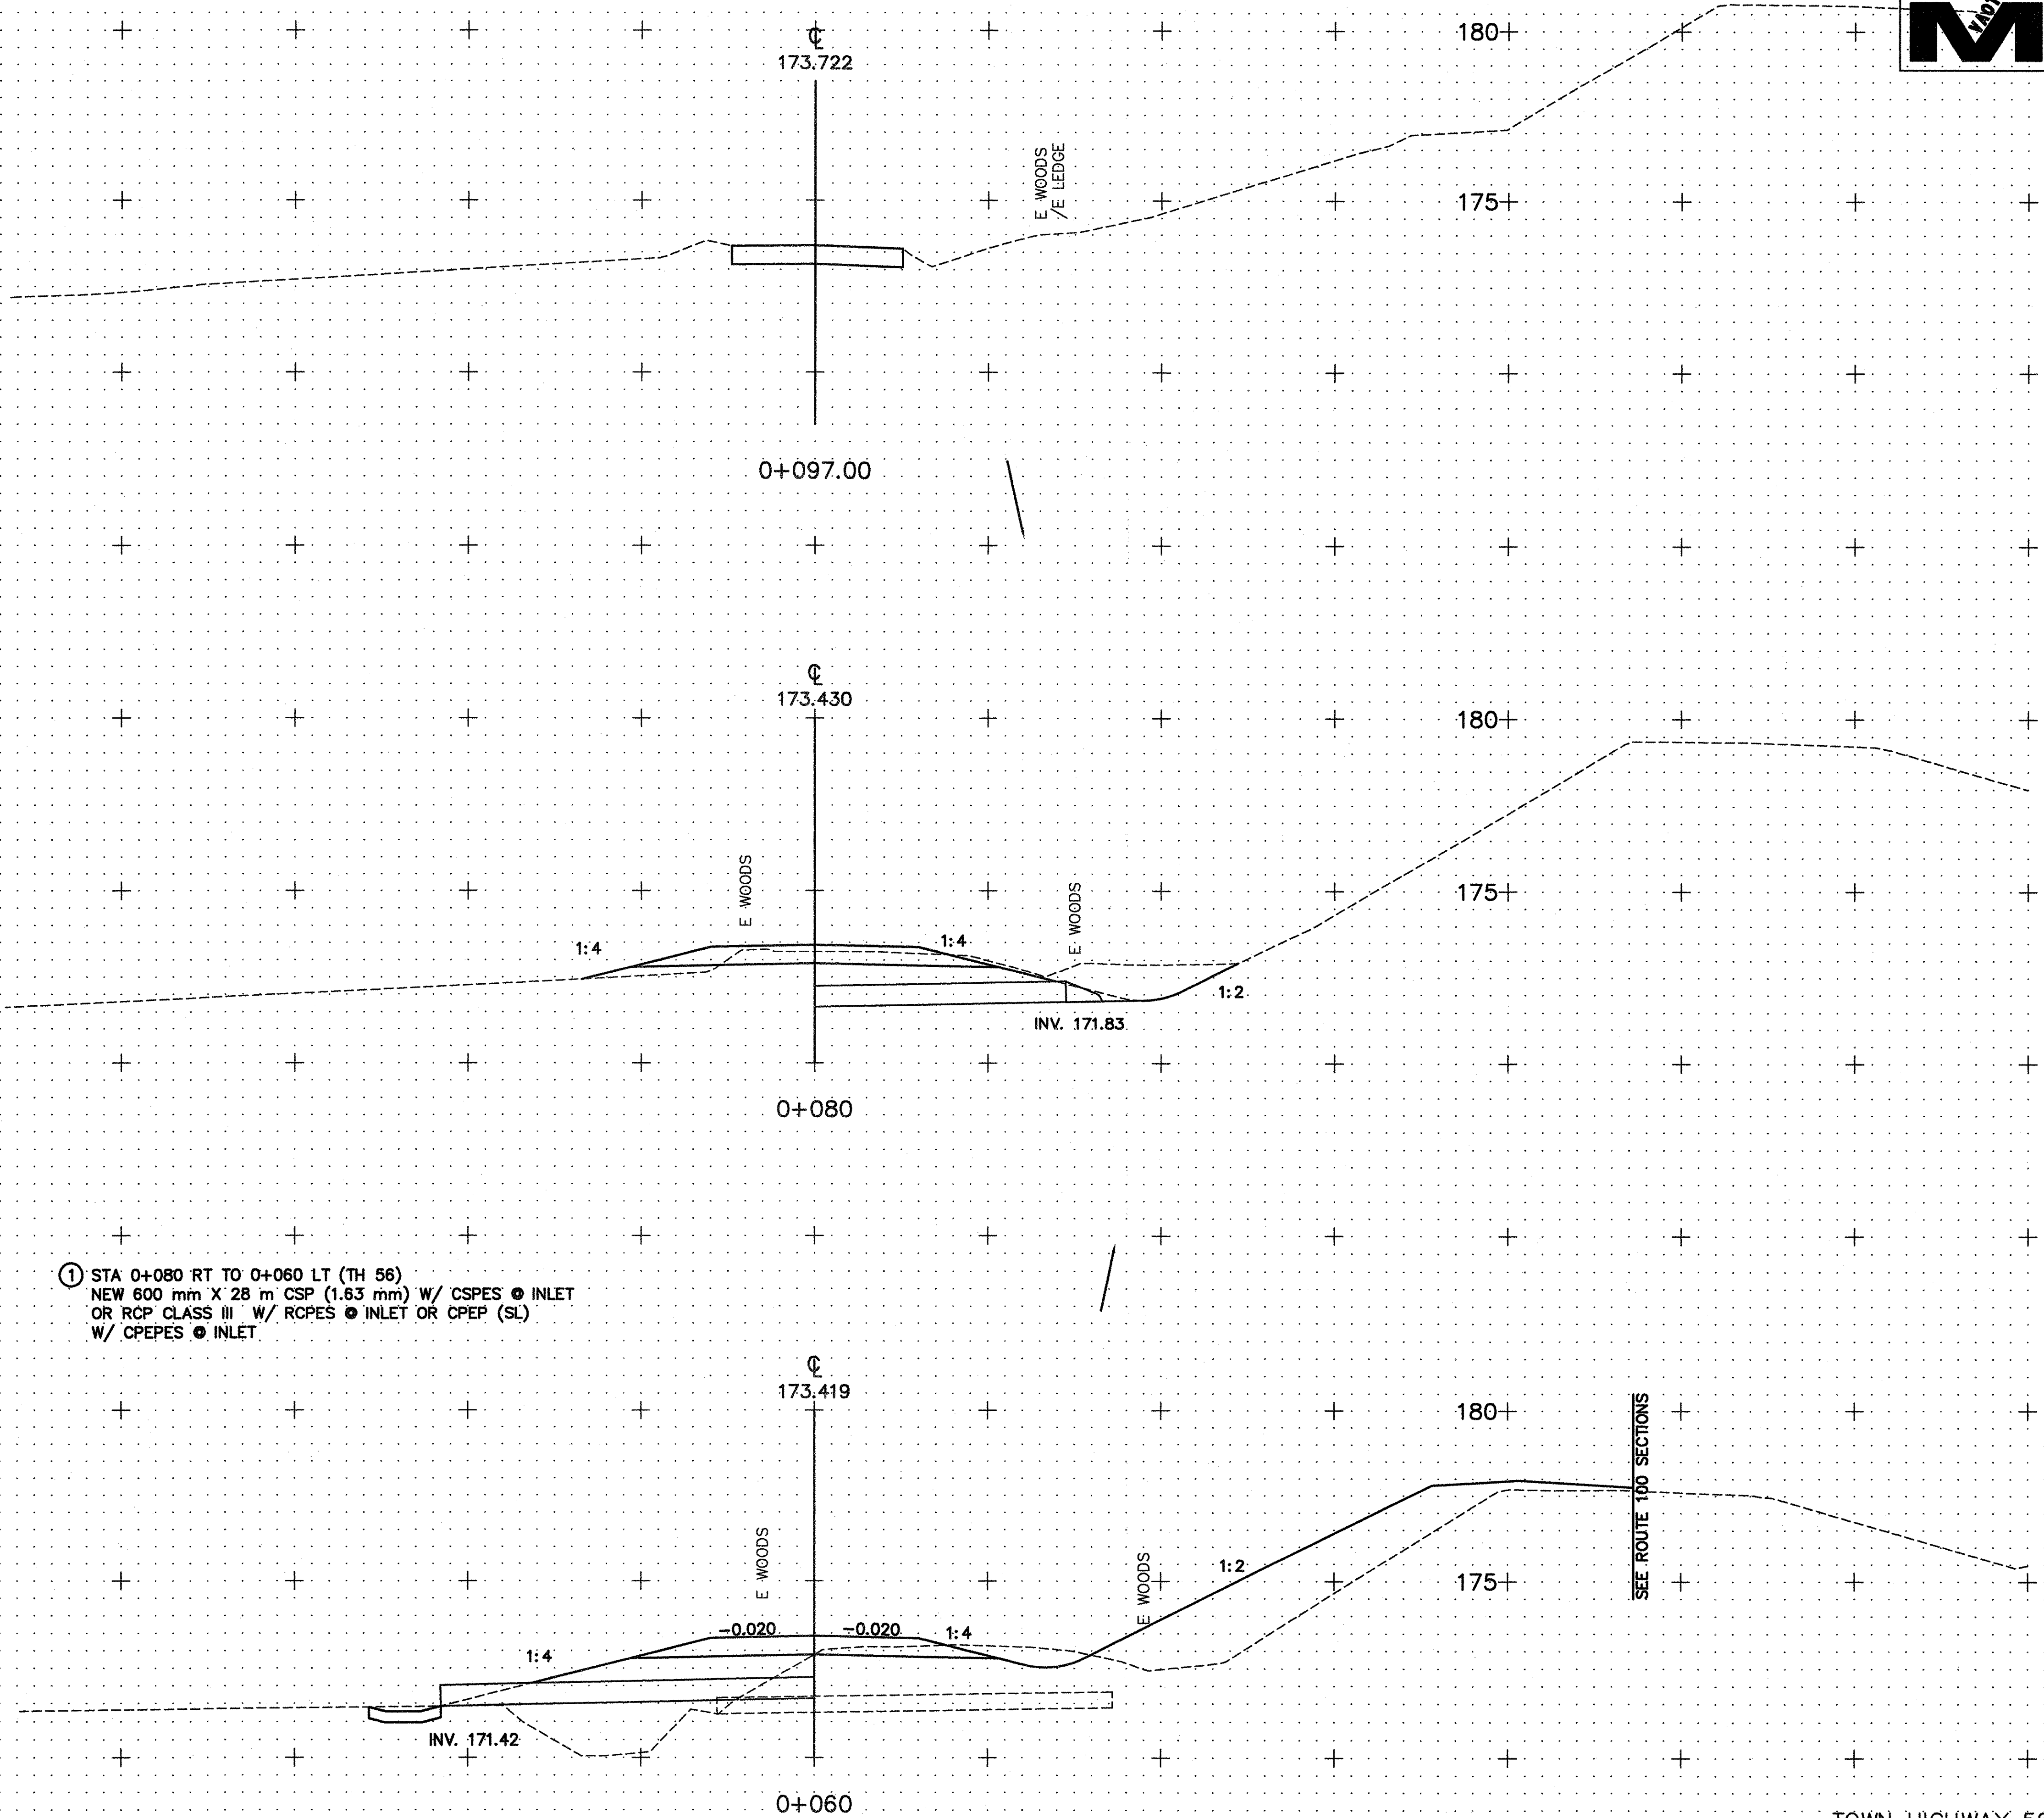 ℄
173.722
180
VAOT
M
E WOODS
/E LEDGE
175
0+097.00
℄
173.430
180
E WOODS
175
E WOODS
1:4
1:4
1:2
INV. 171.83
0+080
① STA 0+080 RT TO 0+060 LT (TH 56)
NEW 600 mm X 28 m CSP (1.63 mm) W/ CSPES @ INLET
OR RCP CLASS III W/ RCPES @ INLET OR CPEP (SL)
W/ CPEPES @ INLET
℄
173.419
180
SEE ROUTE 100 SECTIONS
E WOODS
E WOODS
1:2
175
-0.020
-0.020
1:4
1:4
INV. 171.42
0+060
TOWN HIGHWAY